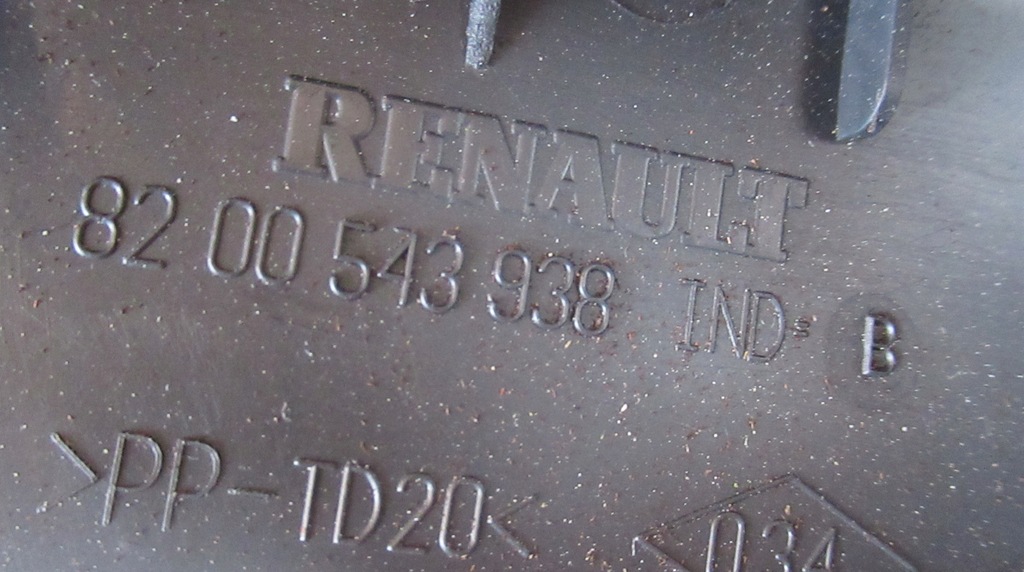 RENAULT
82 00 543 938 IND B
>PP-TD20<
034